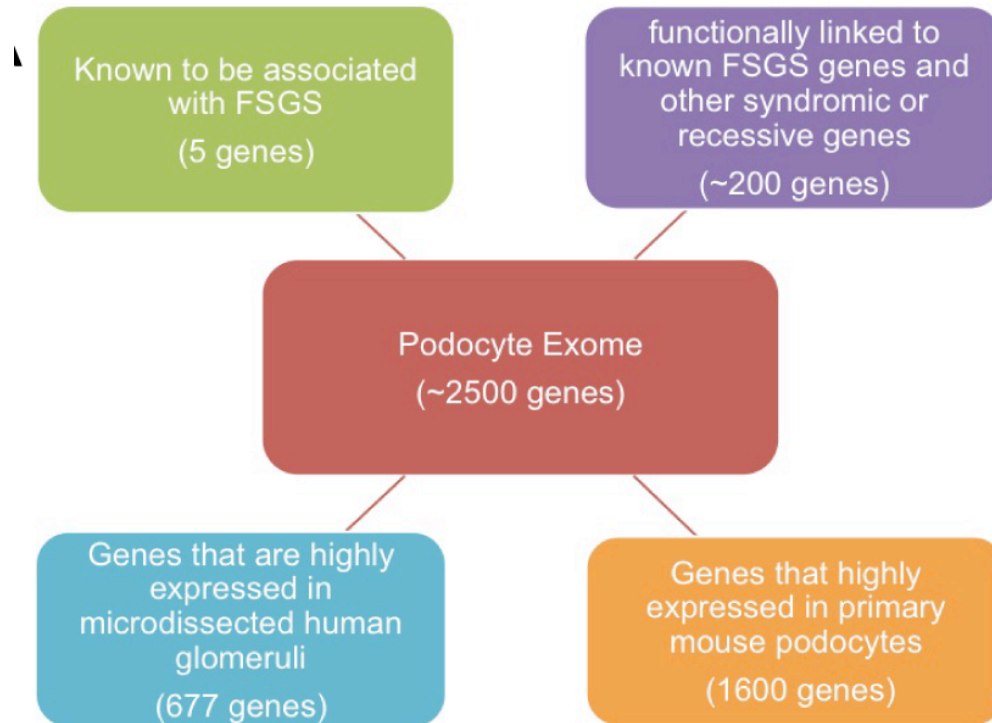 A
Known to be associated
with FSGS
(5 genes)
functionally linked to
known FSGS genes and
other syndromic or
recessive genes
(~200 genes)
Podocyte Exome
(~2500 genes)
Genes that are highly
expressed in
microdissected human
glomeruli
(677 genes)
Genes that highly
expressed in primary
mouse podocytes
(1600 genes)